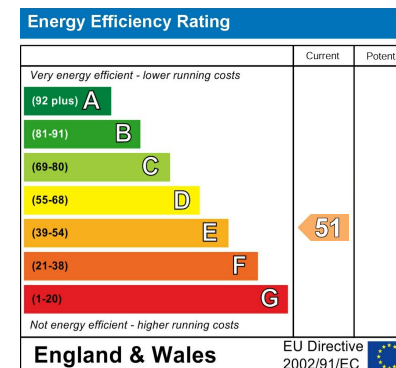 Energy Efficiency Rating
Current Potent
Very energy efficient - lower running costs
(92 plus) A
(81-91) B
(69-80) C
(55-68) D
(39-54) E 51
(21-38) F
(1-20) G
Not energy efficient - higher running costs
England & Wales
EU Directive
2002/91/EC